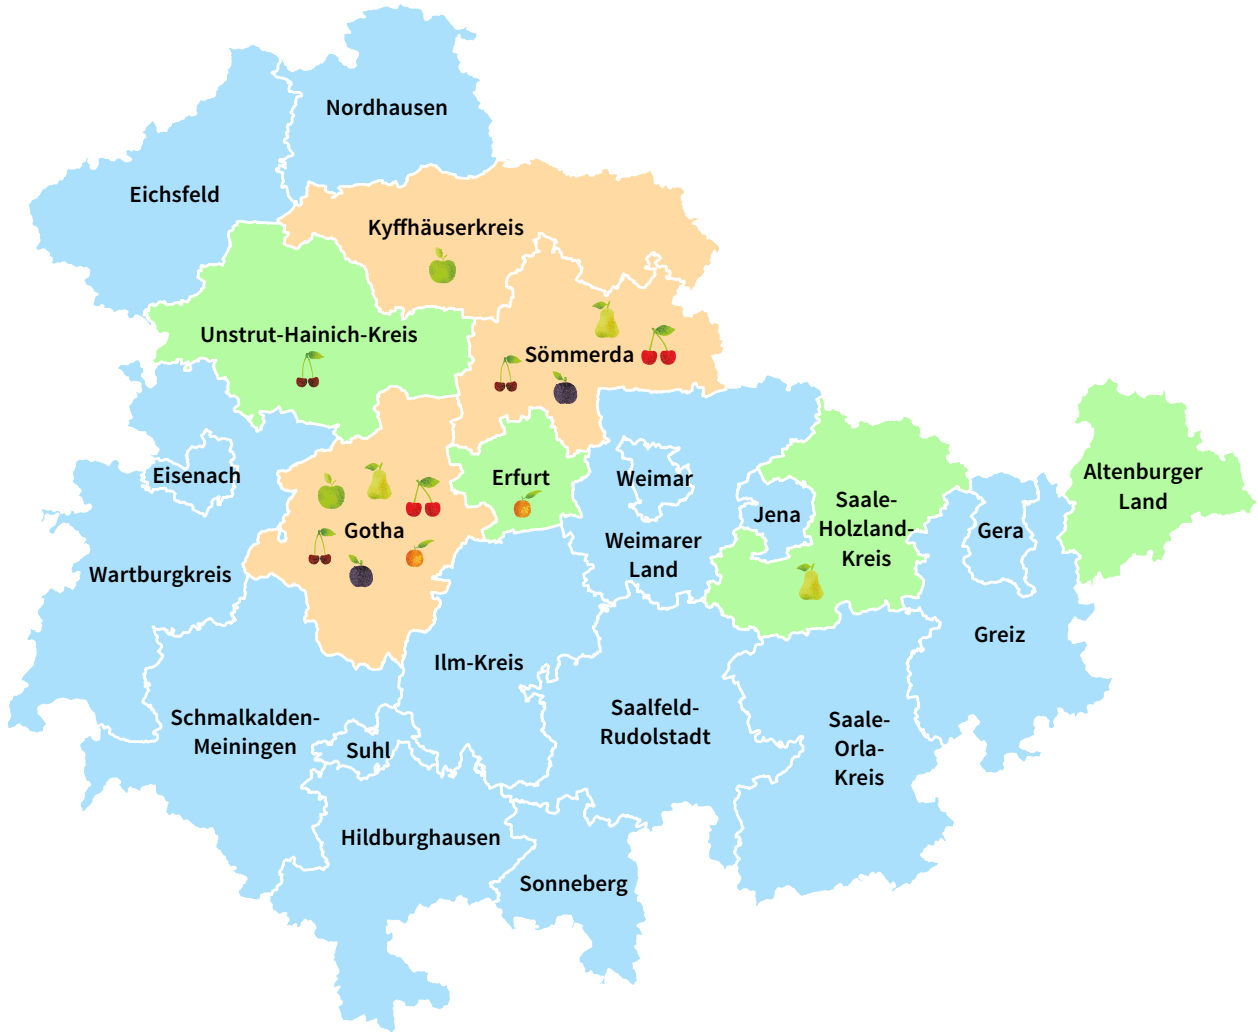 Nordhausen
Eichsfeld
Kyffhäuserkreis
Unstrut-Hainich-Kreis
Sömmerda
Eisenach
Erfurt
Weimar
Altenburger
Land
Saale-
Holzland-
Kreis
Jena
Gera
Gotha
Weimarer
Land
Wartburgkreis
Greiz
Ilm-Kreis
Schmalkalden-
Meiningen
Suhl
Saalfeld-
Rudolstadt
Saale-
Orla-
Kreis
Hildburghausen
Sonneberg